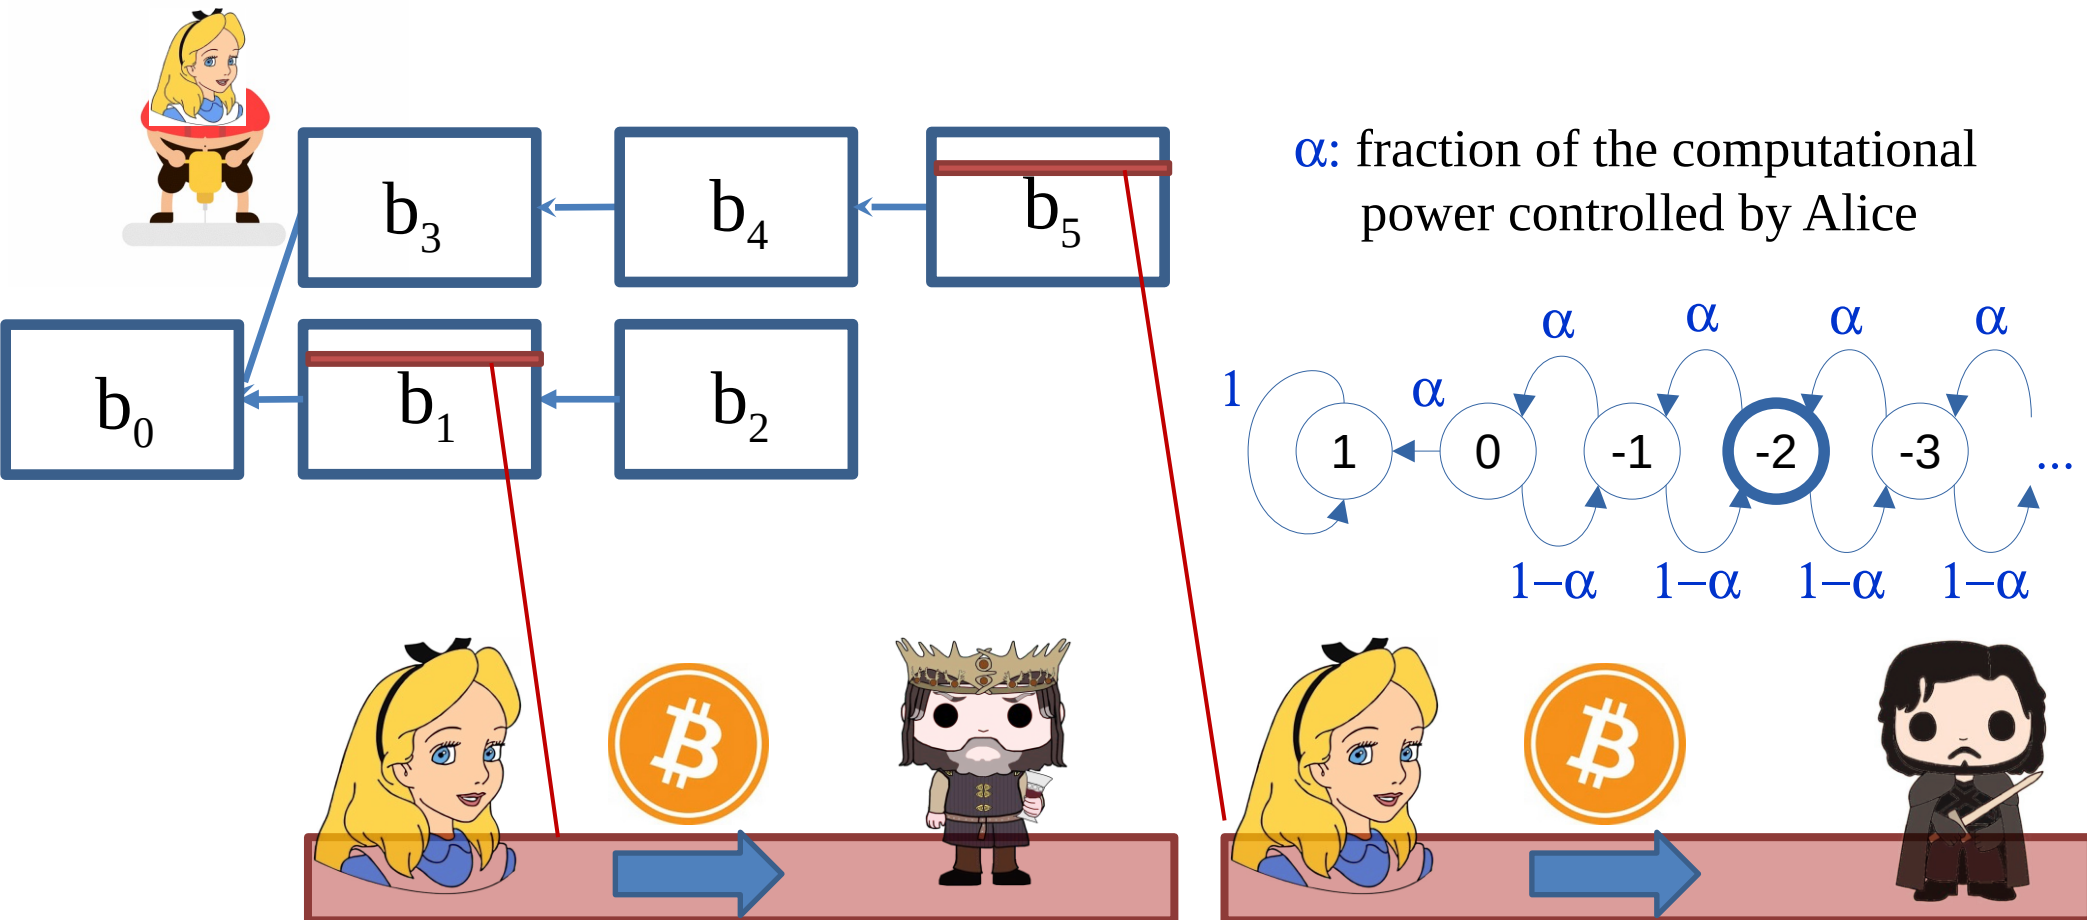 b3
b4
b5
α: fraction of the computational
power controlled by Alice
b0
b1
b2
α
α
α
α
1
α
1
0
-1
-2
-3
...
1−α
1−α
1−α
1−α